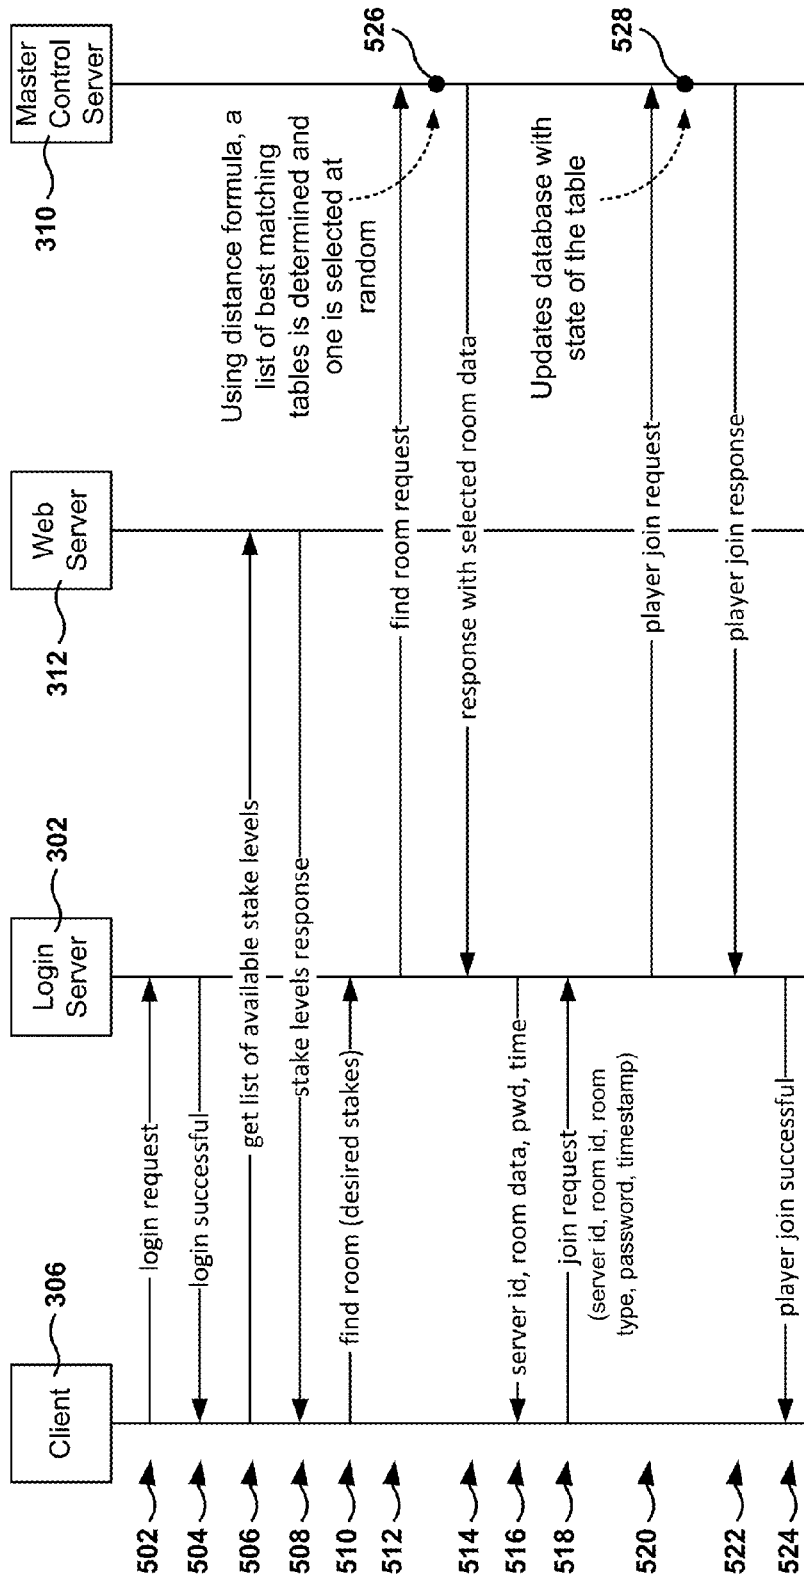 Client
306
Login
Server
302
Web
Server
312
Master
Control
Server
310
502
login request
504
login successful
506
get list of available stake levels
508
stake levels response
510
find room (desired stakes)
512
find room request
Using distance formula, a
list of best matching
tables is determined and
one is selected at
random
526
514
response with selected room data
516
server id, room data, pwd, time
518
join request
(server id, room id, room
type, password, timestamp)
520
player join request
Updates database with
state of the table
528
522
player join response
524
player join successful